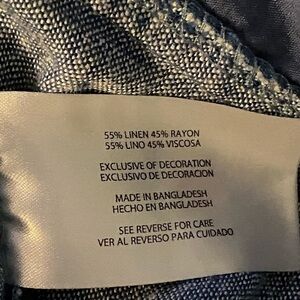 55% LINEN 45% RAYON
55% LINO 45% VISCOSA
EXCLUSIVE OF DECORATION
EXCLUSIVO DE DECORACION
MADE IN BANGLADESH
HECHO EN BANGLADESH
SEE REVERSE FOR CARE
VER AL REVERSO PARA CUIDADO